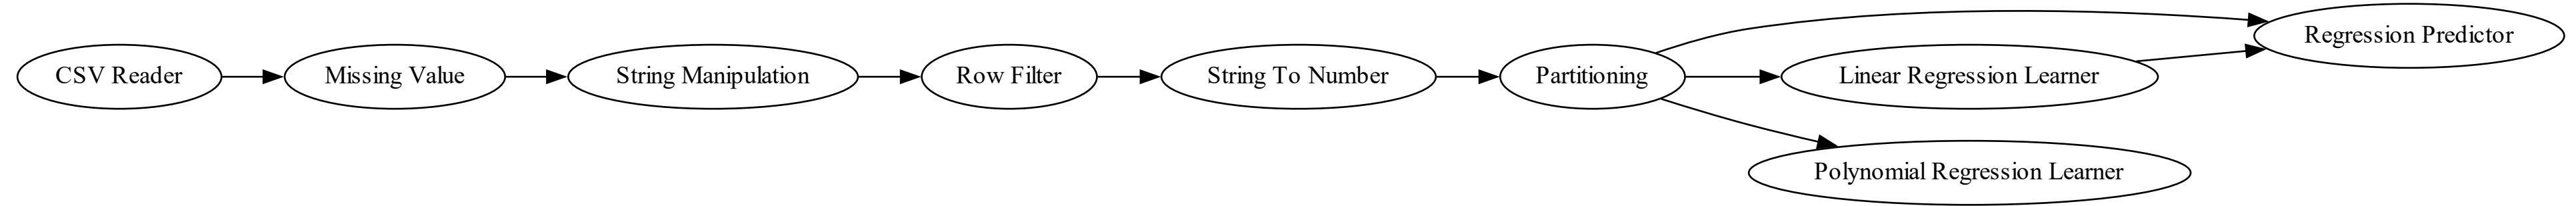 CSV Reader
Missing Value
String Manipulation
Row Filter
String To Number
Partitioning
Linear Regression Learner
Regression Predictor
Polynomial Regression Learner